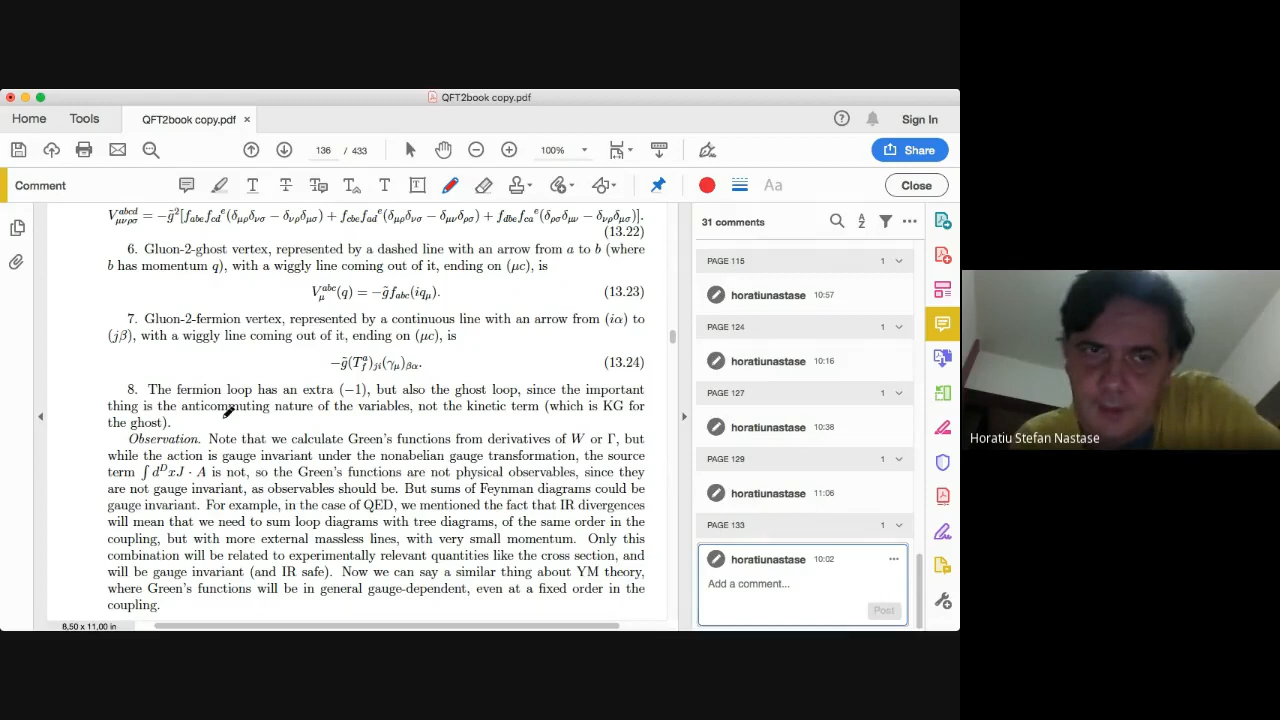 QFT2book copy.pdf
Home
Tools
QFT2book copy.pdf ×
Sign In
136 / 433
100%
Share
Comment
Aa
Close
V^{abcd}_{μνρσ} = −g̃²[f_{abe}f_{cd}^e(δ_{μρ}δ_{νσ} − δ_{νρ}δ_{μσ}) + f_{cbe}f_{ad}^e(δ_{μρ}δ_{νσ} − δ_{μν}δ_{ρσ}) + f_{dbe}f_{ca}^e(δ_{ρσ}δ_{μν} − δ_{νρ}δ_{μσ})].
(13.22)
6. Gluon-2-ghost vertex, represented by a dashed line with an arrow from a to b (where
b has momentum q), with a wiggly line coming out of it, ending on (μc), is
V^{abc}_μ(q) = −g̃f_{abc}(iq_μ). (13.23)
7. Gluon-2-fermion vertex, represented by a continuous line with an arrow from (iα) to
(jβ), with a wiggly line coming out of it, ending on (μc), is
−g̃(T^a_f)_{ji}(γ_μ)_{βα}. (13.24)
8. The fermion loop has an extra (−1), but also the ghost loop, since the important
thing is the anticommuting nature of the variables, not the kinetic term (which is KG for
the ghost).
Observation. Note that we calculate Green's functions from derivatives of W or Γ, but
while the action is gauge invariant under the nonabelian gauge transformation, the source
term ∫ d^D xJ · A is not, so the Green's functions are not physical observables, since they
are not gauge invariant, as observables should be. But sums of Feynman diagrams could be
gauge invariant. For example, in the case of QED, we mentioned the fact that IR divergences
will mean that we need to sum loop diagrams with tree diagrams, of the same order in the
coupling, but with more external massless lines, with very small momentum. Only this
combination will be related to experimentally relevant quantities like the cross section, and
will be gauge invariant (and IR safe). Now we can say a similar thing about YM theory,
where Green's functions will be in general gauge-dependent, even at a fixed order in the
coupling.
8,50 x 11,00 in
31 comments
PAGE 115 1
horatiunastase 10:57
PAGE 124 1
horatiunastase 10:16
PAGE 127 1
horatiunastase 10:38
PAGE 129 1
horatiunastase 11:06
PAGE 133 1
horatiunastase 10:02
Add a comment...
Post
Horatiu Stefan Nastase